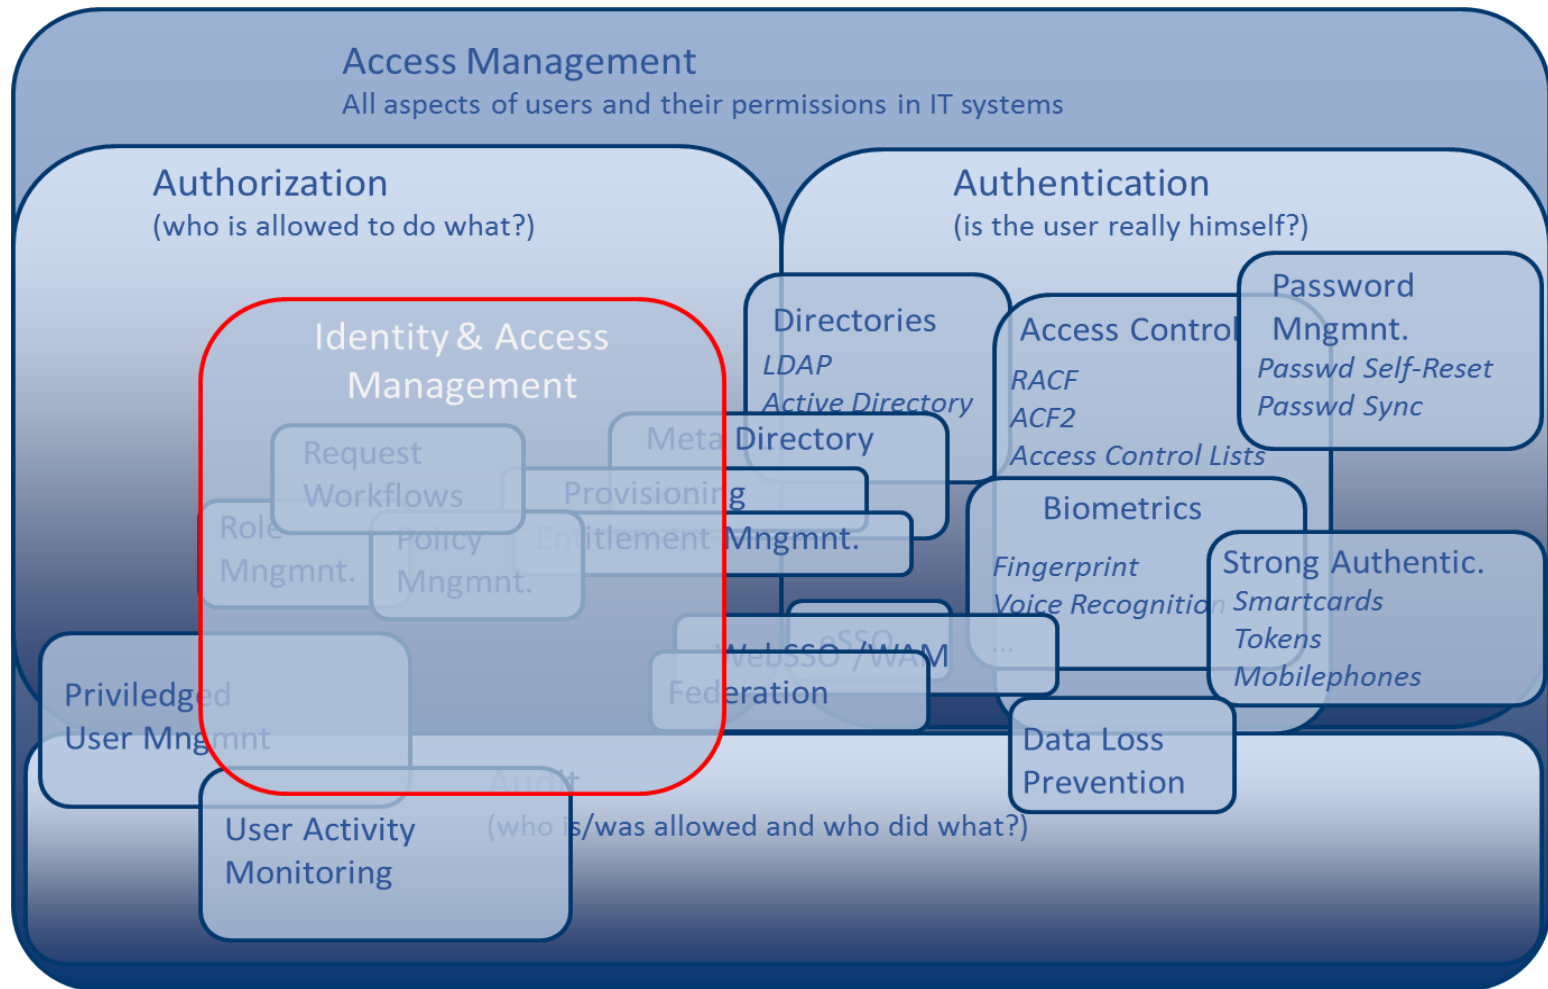 Access Management
All aspects of users and their permissions in IT systems
Authorization
(who is allowed to do what?)
Authentication
(is the user really himself?)
Identity & Access
Management
Request
Workflows
Role
Mngmnt.
Policy
Mngmnt.
Directories
LDAP
Active Directory
Meta Directory
Provisioning
Entitlement Mngmnt.
Access Control
RACF
ACF2
Access Control Lists
Password
Mngmnt.
Passwd Self-Reset
Passwd Sync
Biometrics
Fingerprint
Voice Recognition
...
Strong Authentic.
Smartcards
Tokens
Mobilephones
eSSO
WebSSO /WAM
Federation
Priviledged
User Mngmnt
Data Loss
Prevention
Audit
(who is/was allowed and who did what?)
User Activity
Monitoring